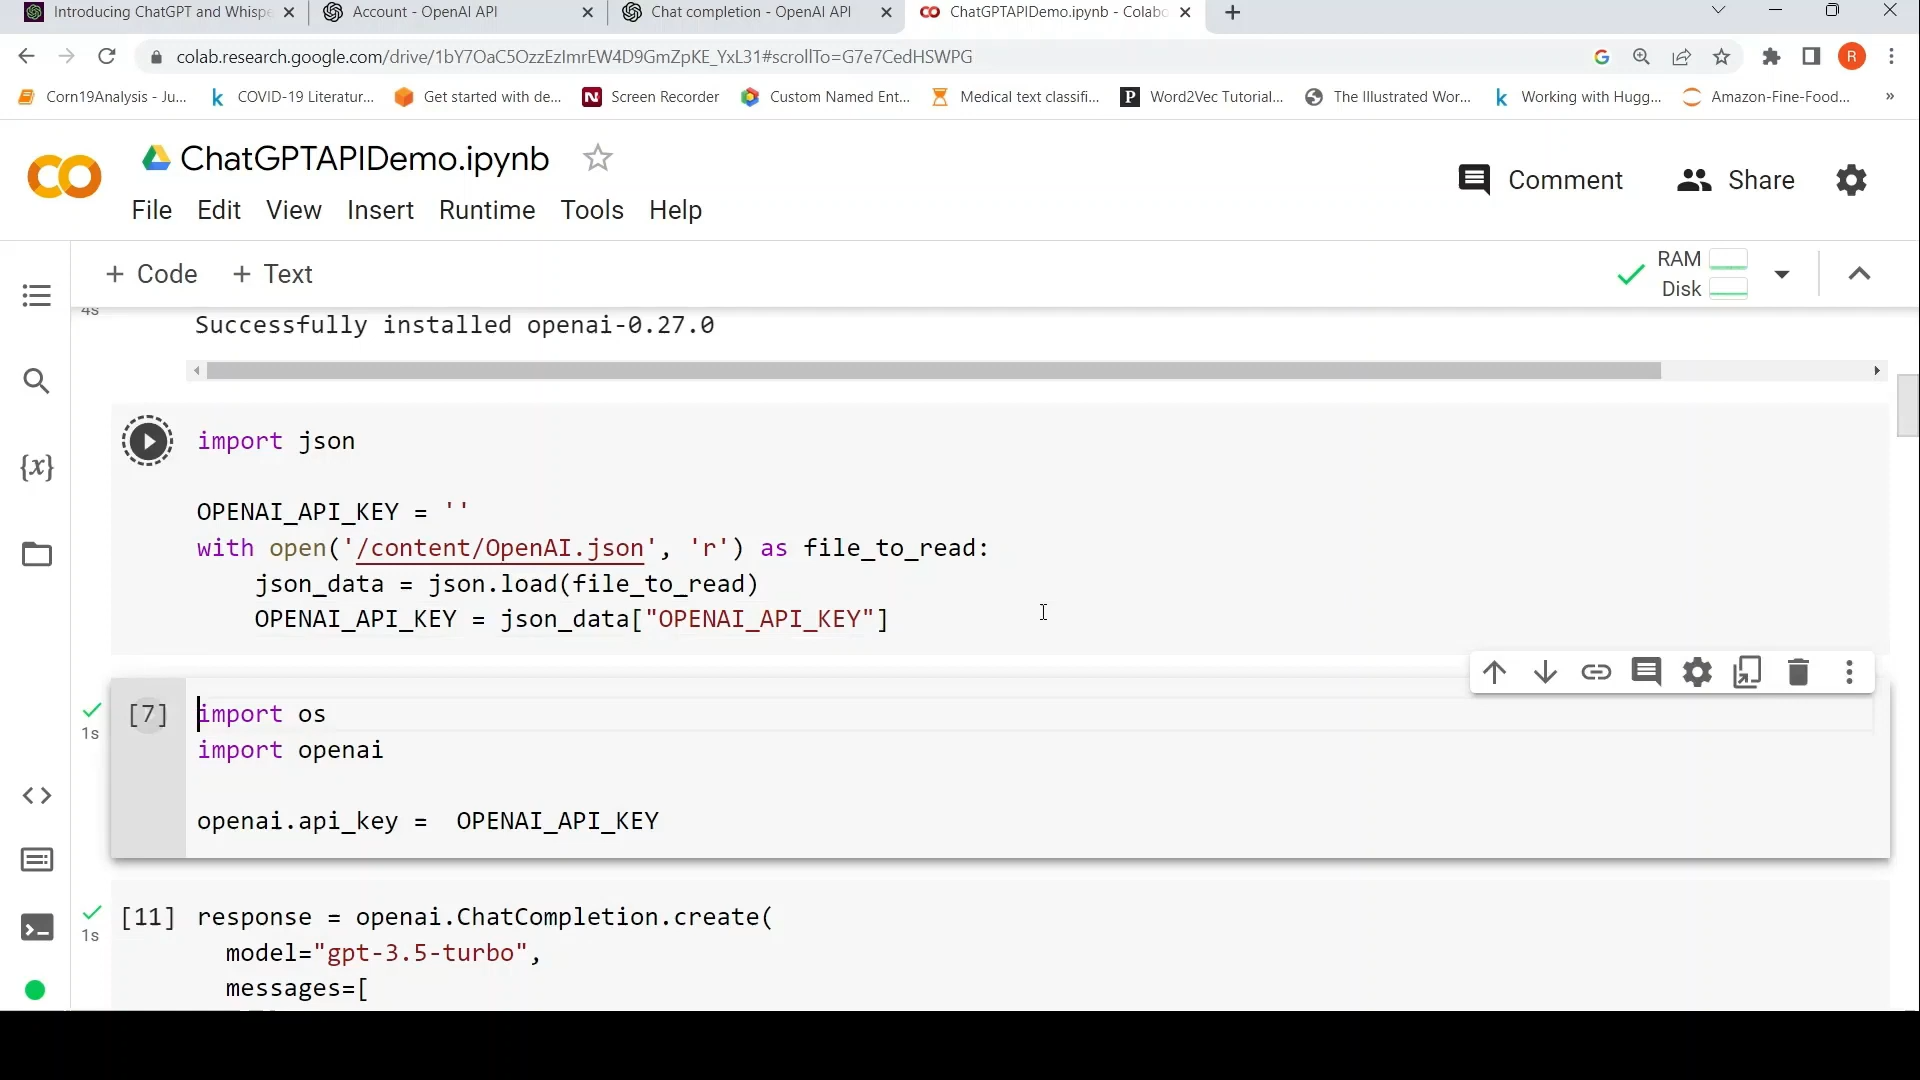 Introducing ChatGPT and Whispe
Account - OpenAI API
Chat completion - OpenAI API
ChatGPTAPIDemo.ipynb - Colabo
colab.research.google.com/drive/1bY7OaC5OzzEzImrEW4D9GmZpKE_YxL31#scrollTo=G7e7CedHSWPG
R
Corn19Analysis - Ju...
COVID-19 Literatur...
Get started with de...
Screen Recorder
Custom Named Ent...
Medical text classifi...
Word2Vec Tutorial...
The Illustrated Wor...
Working with Hugg...
Amazon-Fine-Food...
»
ChatGPTAPIDemo.ipynb
Comment
Share
File Edit View Insert Runtime Tools Help
+ Code + Text
RAM
Disk
4s
Successfully installed openai-0.27.0
import json
OPENAI_API_KEY = ''
with open('/content/OpenAI.json', 'r') as file_to_read:
json_data = json.load(file_to_read)
OPENAI_API_KEY = json_data["OPENAI_API_KEY"]
[7] import os
1s
import openai
openai.api_key =  OPENAI_API_KEY
[11] response = openai.ChatCompletion.create(
1s
model="gpt-3.5-turbo",
messages=[